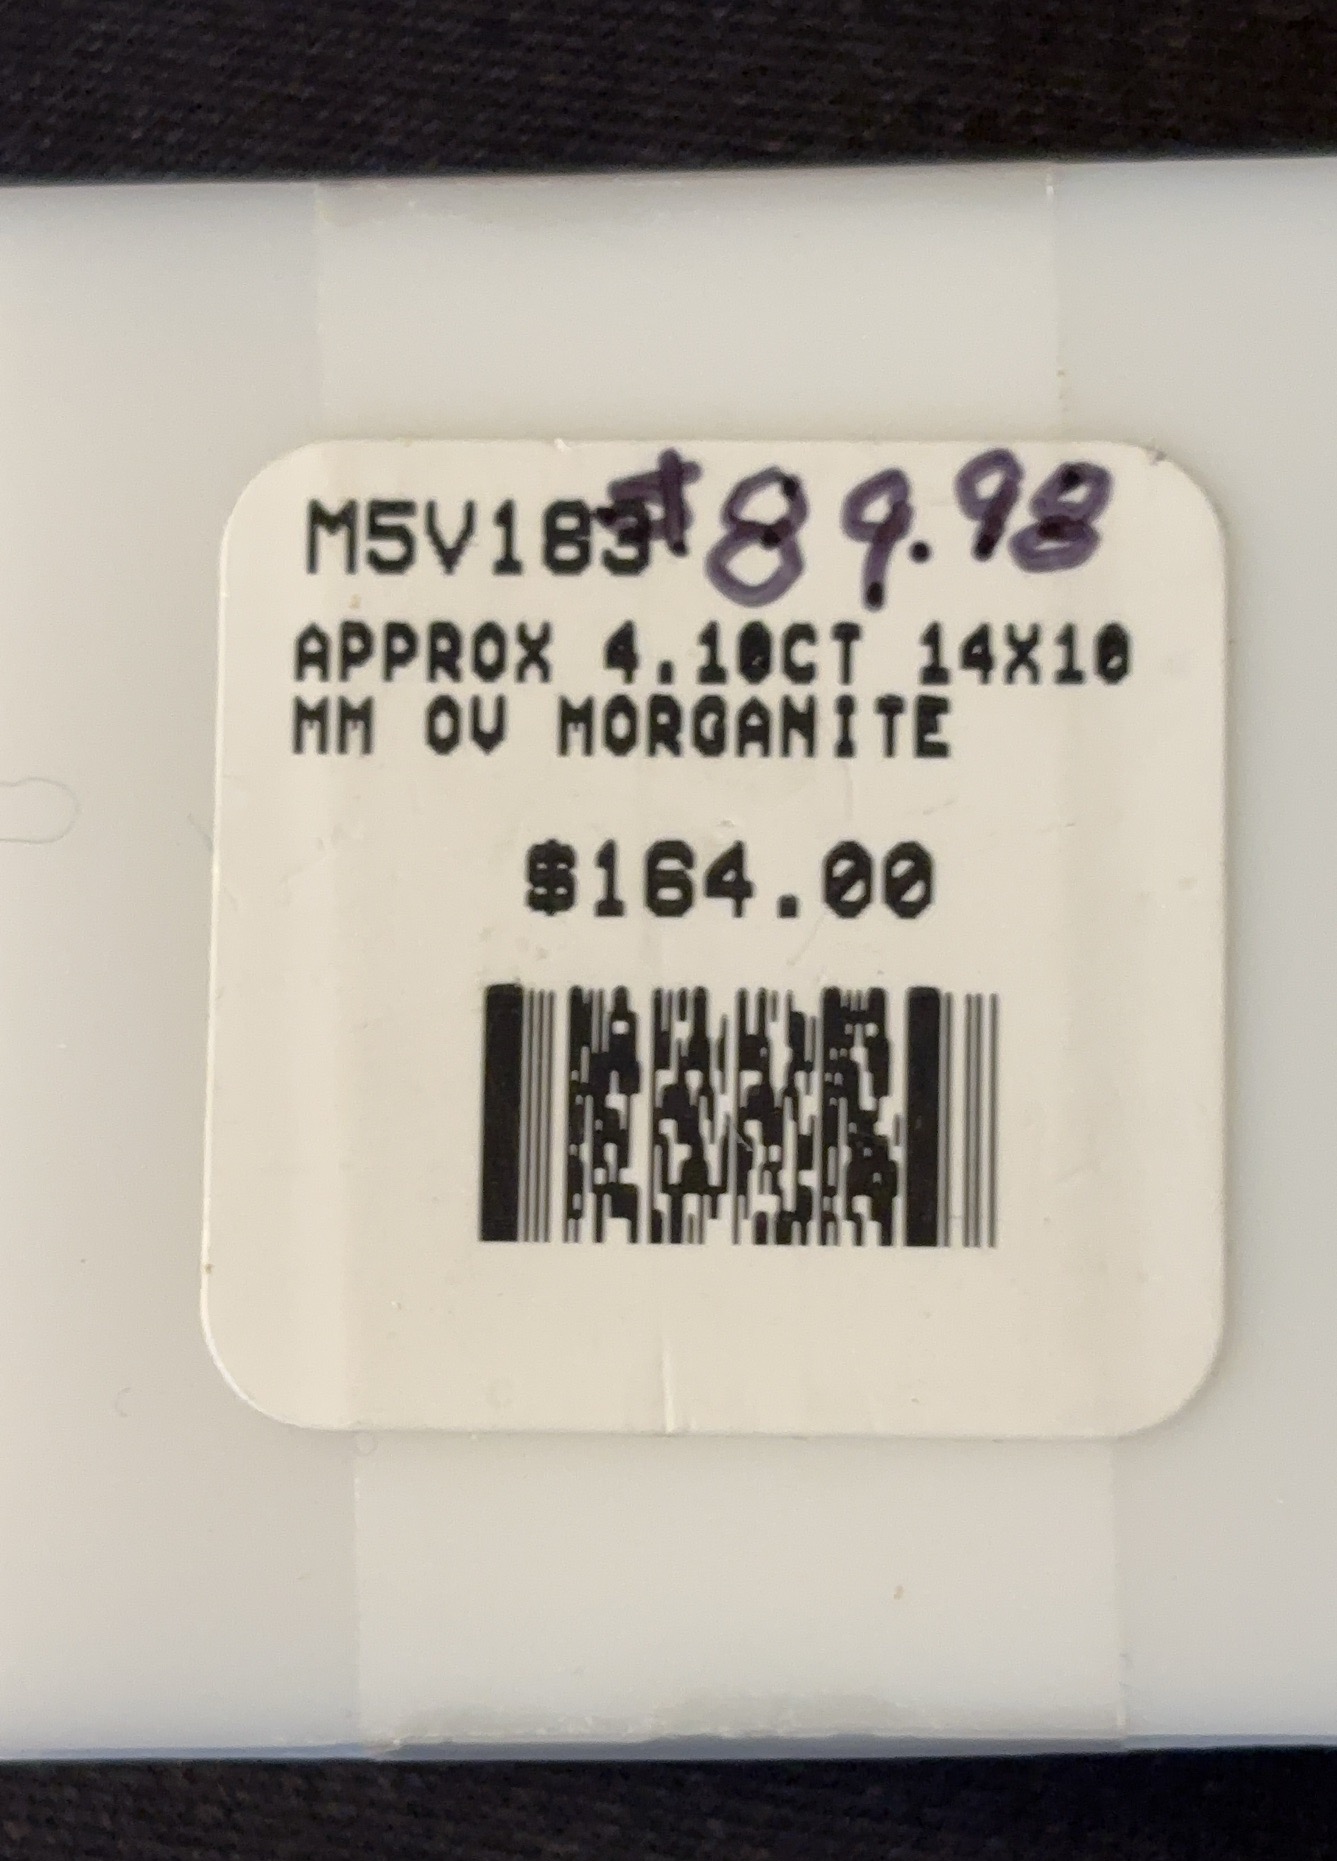 M5V183 $89.98
APPROX 4.10CT 14X10
MM OV MORGANITE
$164.00